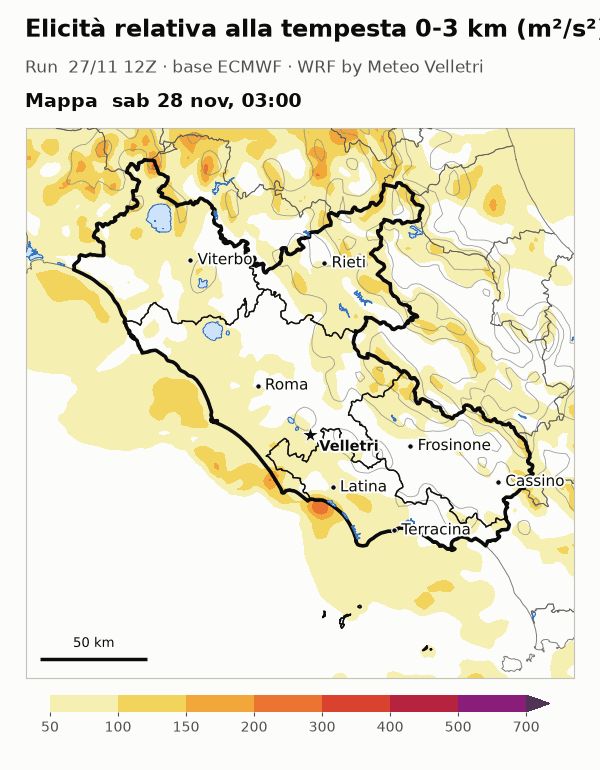 Elicità relativa alla tempesta 0-3 km (m²/s²)
Run 27/11 12Z · base ECMWF · WRF by Meteo Velletri
Mappa sab 28 nov, 03:00
Viterbo
Rieti
Roma
Velletri
Frosinone
Cassino
Latina
Terracina
50 km
50 100 150 200 300 400 500 700